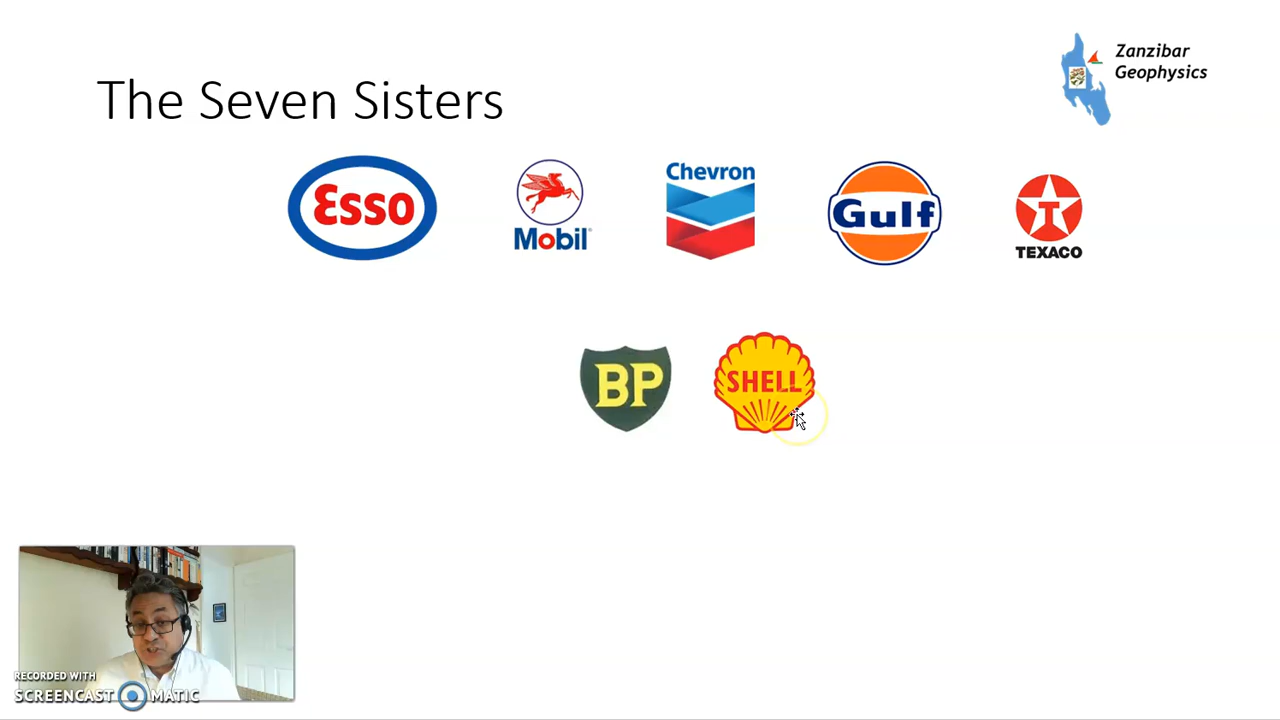 Zanzibar
Geophysics
The Seven Sisters
Esso
Mobil
Chevron
Gulf
T
TEXACO
BP
SHELL
RECORDED WITH
SCREENCAST MATIC